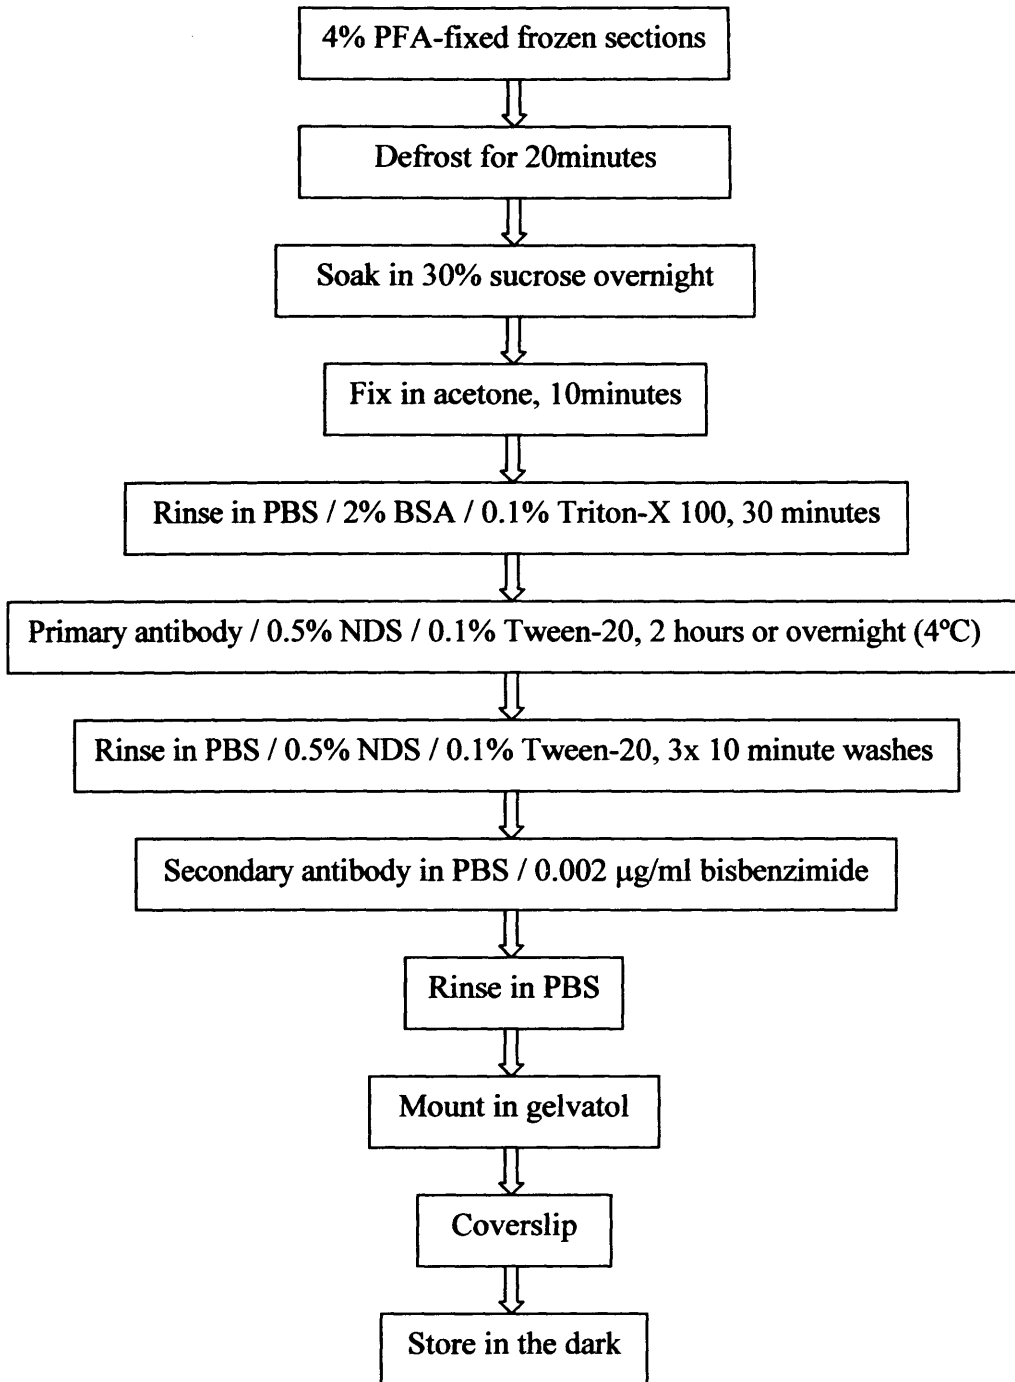 4% PFA-fixed frozen sections
Defrost for 20minutes
Soak in 30% sucrose overnight
Fix in acetone, 10minutes
Rinse in PBS / 2% BSA / 0.1% Triton-X 100, 30 minutes
Primary antibody / 0.5% NDS / 0.1% Tween-20, 2 hours or overnight (4ºC)
Rinse in PBS / 0.5% NDS / 0.1% Tween-20, 3x 10 minute washes
Secondary antibody in PBS / 0.002 µg/ml bisbenzimide
Rinse in PBS
Mount in gelvatol
Coverslip
Store in the dark